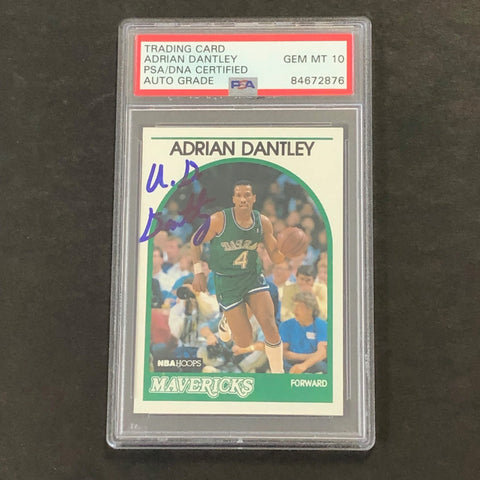 TRADING CARD
ADRIAN DANTLEY GEM MT 10
PSA/DNA CERTIFIED
AUTO GRADE PSA 84672876
ADRIAN DANTLEY
A.D.
Dantley
DALLAS
4
NBA HOOPS
MAVERICKS FORWARD